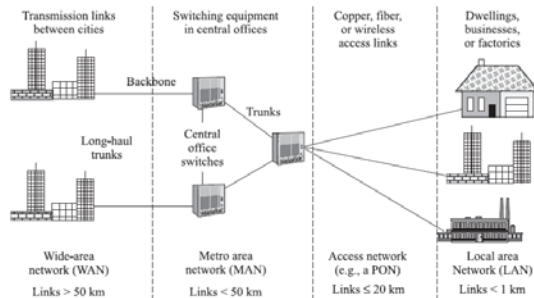 Transmission links
between cities
Switching equipment
in central offices
Copper, fiber,
or wireless
access links
Dwellings,
businesses,
or factories
Backbone
Trunks
Long-haul
trunks
Central
office
switches
Wide-area
network (WAN)
Links > 50 km
Metro area
network (MAN)
Links < 50 km
Access network
(e.g., a PON)
Links ≤ 20 km
Local area
Network (LAN)
Links < 1 km